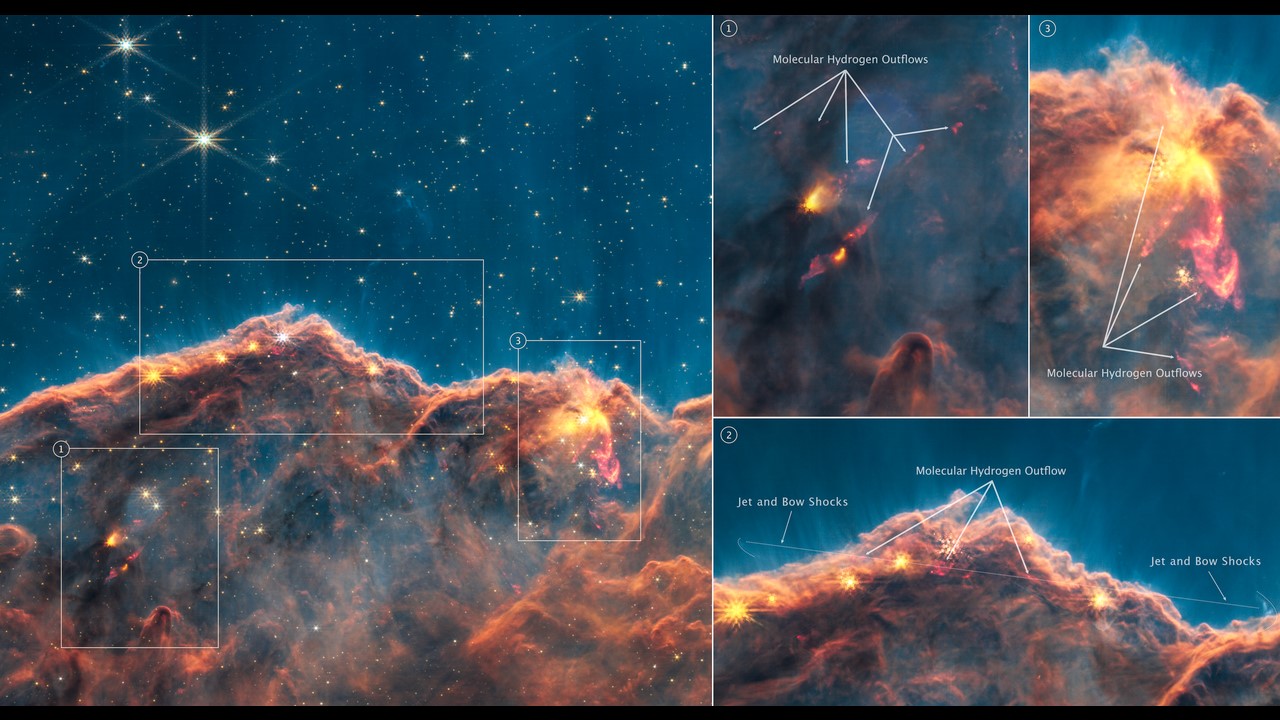 2
3
1
1
Molecular Hydrogen Outflows
3
Molecular Hydrogen Outflows
2
Molecular Hydrogen Outflow
Jet and Bow Shocks
Jet and Bow Shocks